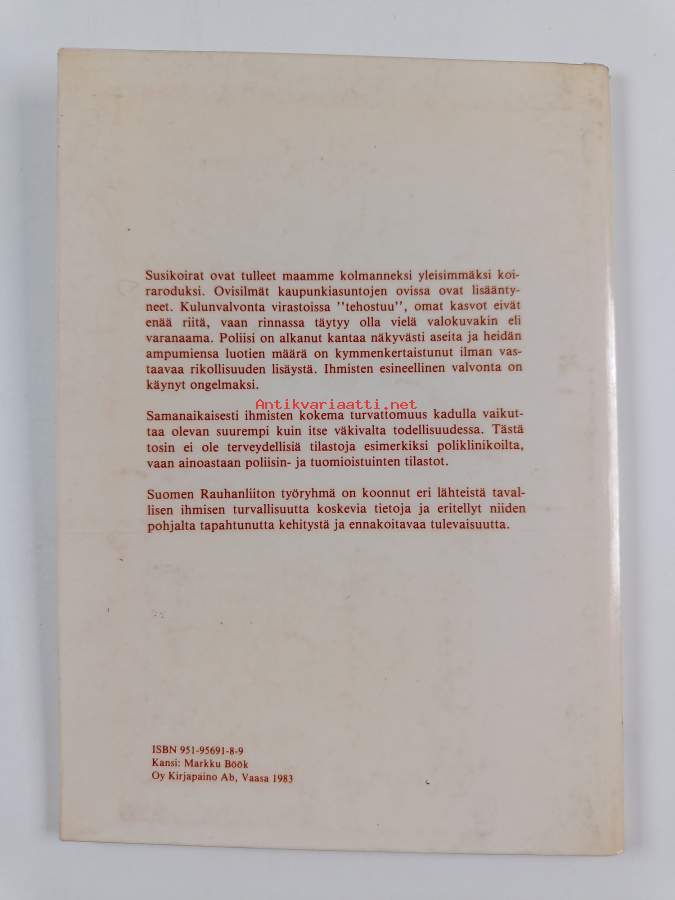 Susikoirat ovat tulleet maamme kolmanneksi yleisimmäksi koi-
raroduksi. Ovisilmät kaupunkiasuntojen ovissa ovat lisäänty-
neet. Kulunvalvonta virastoissa ''tehostuu'', omat kasvot eivät
enää riitä, vaan rinnassa täytyy olla vielä valokuvakin eli
varanaama. Poliisi on alkanut kantaa näkyvästi aseita ja heidän
ampumiensa luotien määrä on kymmenkertaistunut ilman vas-
taavaa rikollisuuden lisäystä. Ihmisten esineellinen valvonta on
käynyt ongelmaksi.
Antikvariaatti.net
Samanaikaisesti ihmisten kokema turvattomuus kadulla vaikut-
taa olevan suurempi kuin itse väkivalta todellisuudessa. Tästä
tosin ei ole terveydellisiä tilastoja esimerkiksi poliklinikoilta,
vaan ainoastaan poliisin- ja tuomioistuinten tilastot.
Suomen Rauhanliiton työryhmä on koonnut eri lähteistä taval-
lisen ihmisen turvallisuutta koskevia tietoja ja eritellyt niiden
pohjalta tapahtunutta kehitystä ja ennakoitavaa tulevaisuutta.
ISBN 951-95691-8-9
Kansi: Markku Böök
Oy Kirjapaino Ab, Vaasa 1983